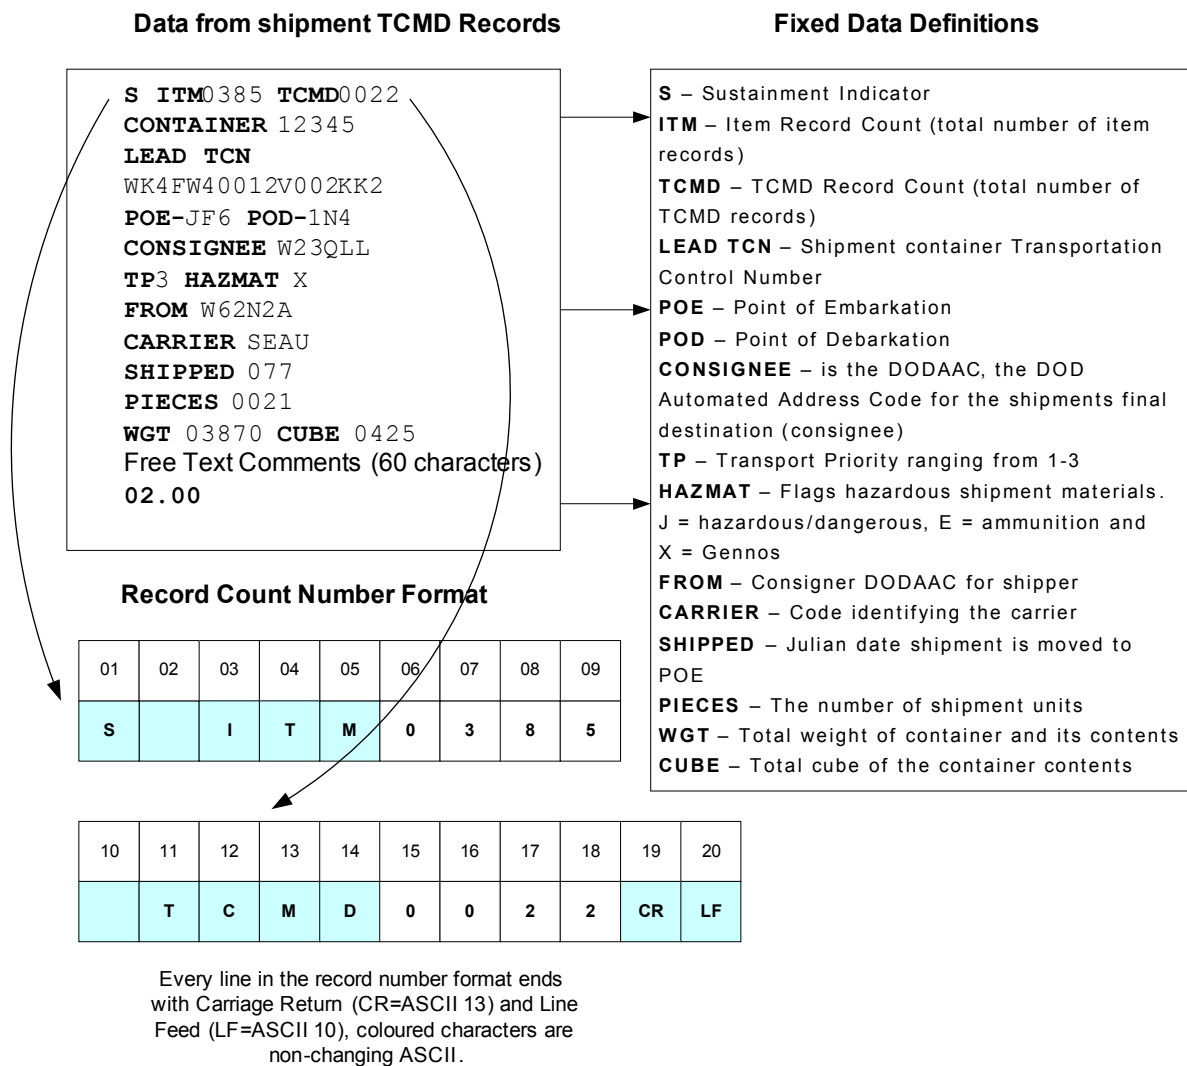 Data from shipment TCMD Records
S ITM0385 TCMD0022
CONTAINER 12345
LEAD TCN
WK4FW40012V002KK2
POE-JF6 POD-1N4
CONSIGNEE W23QLL
TP3 HAZMAT X
FROM W62N2A
CARRIER SEAU
SHIPPED 077
PIECES 0021
WGT 03870 CUBE 0425
Free Text Comments (60 characters)
02.00
Fixed Data Definitions
S – Sustainment Indicator
ITM – Item Record Count (total number of item
records)
TCMD – TCMD Record Count (total number of
TCMD records)
LEAD TCN – Shipment container Transportation
Control Number
POE – Point of Embarkation
POD – Point of Debarkation
CONSIGNEE – is the DODAAC, the DOD
Automated Address Code for the shipments final
destination (consignee)
TP – Transport Priority ranging from 1-3
HAZMAT – Flags hazardous shipment materials.
J = hazardous/dangerous, E = ammunition and
X = Gennos
FROM – Consigner DODAAC for shipper
CARRIER – Code identifying the carrier
SHIPPED – Julian date shipment is moved to
POE
PIECES – The number of shipment units
WGT – Total weight of container and its contents
CUBE – Total cube of the container contents
Record Count Number Format
01 02 03 04 05 06 07 08 09
S I T M 0 3 8 5
10 11 12 13 14 15 16 17 18 19 20
T C M D 0 0 2 2 CR LF
Every line in the record number format ends
with Carriage Return (CR=ASCII 13) and Line
Feed (LF=ASCII 10), coloured characters are
non-changing ASCII.